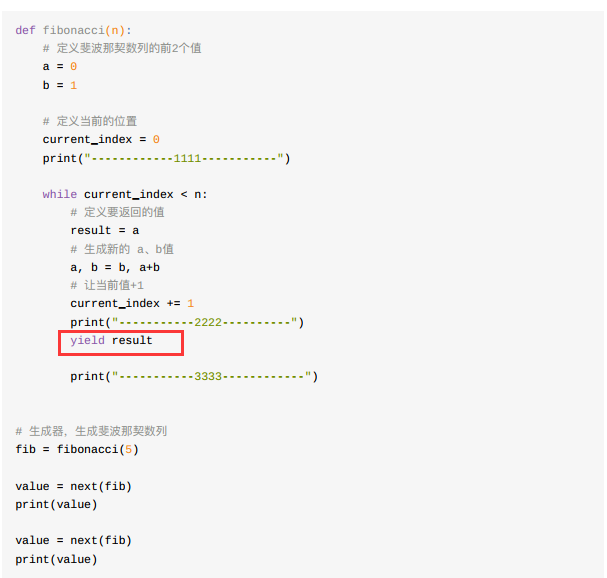 def fibonacci(n):
# 定义斐波那契数列的前2个值
a = 0
b = 1
# 定义当前的位置
current_index = 0
print("------------1111-----------")
while current_index < n:
# 定义要返回的值
result = a
# 生成新的 a、b值
a, b = b, a+b
# 让当前值+1
current_index += 1
print("-----------2222----------")
yield result
print("-----------3333------------")
# 生成器，生成斐波那契数列
fib = fibonacci(5)
value = next(fib)
print(value)
value = next(fib)
print(value)